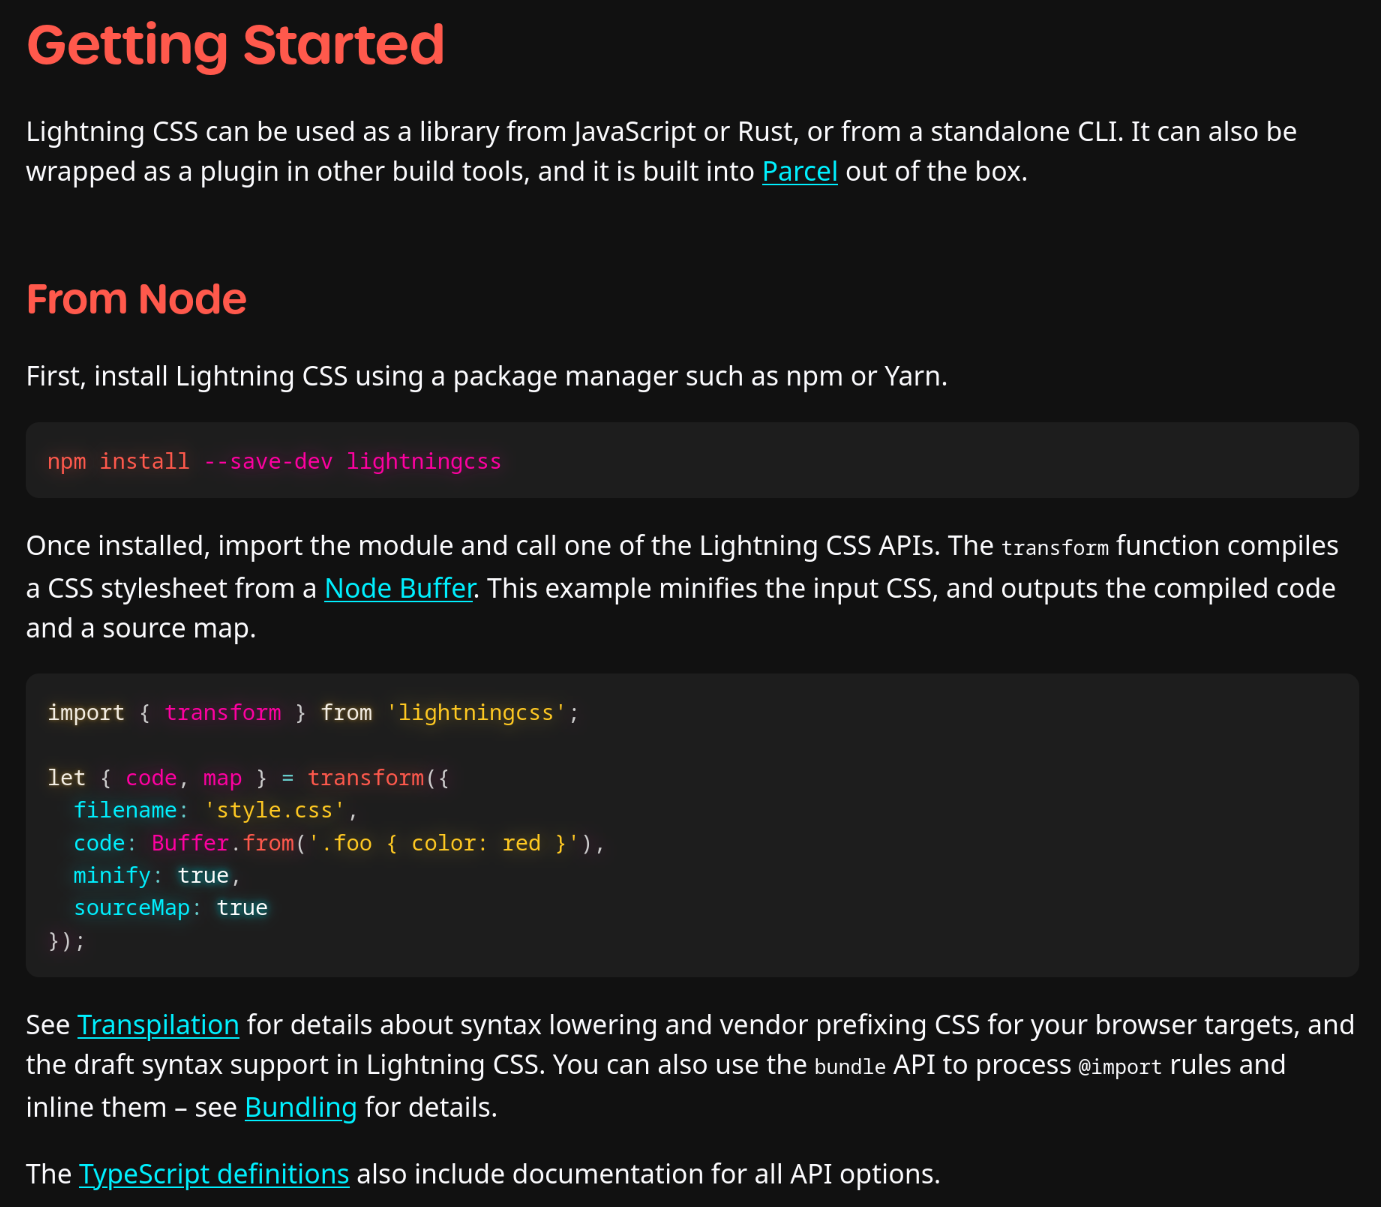 Getting Started
Lightning CSS can be used as a library from JavaScript or Rust, or from a standalone CLI. It can also be
wrapped as a plugin in other build tools, and it is built into Parcel out of the box.
From Node
First, install Lightning CSS using a package manager such as npm or Yarn.
npm install --save-dev lightningcss
Once installed, import the module and call one of the Lightning CSS APIs. The transform function compiles
a CSS stylesheet from a Node Buffer. This example minifies the input CSS, and outputs the compiled code
and a source map.
import { transform } from 'lightningcss';
let { code, map } = transform({
  filename: 'style.css',
  code: Buffer.from('.foo { color: red }'),
  minify: true,
  sourceMap: true
});
See Transpilation for details about syntax lowering and vendor prefixing CSS for your browser targets, and
the draft syntax support in Lightning CSS. You can also use the bundle API to process @import rules and
inline them – see Bundling for details.
The TypeScript definitions also include documentation for all API options.